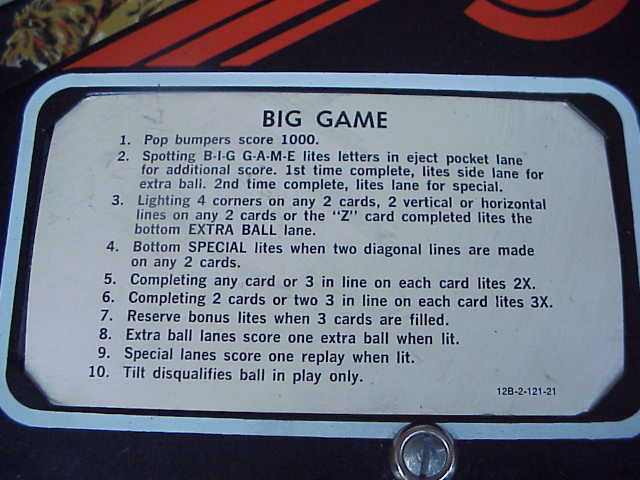 BIG GAME
1. Pop bumpers score 1000.
2. Spotting B-I-G G-A-M-E lites letters in eject pocket lane
for additional score. 1st time complete, lites side lane for
extra ball. 2nd time complete, lites lane for special.
3. Lighting 4 corners on any 2 cards, 2 vertical or horizontal
lines on any 2 cards or the "Z" card completed lites the
bottom EXTRA BALL lane.
4. Bottom SPECIAL lites when two diagonal lines are made
on any 2 cards.
5. Completing any card or 3 in line on each card lites 2X.
6. Completing 2 cards or two 3 in line on each card lites 3X.
7. Reserve bonus lites when 3 cards are filled.
8. Extra ball lanes score one extra ball when lit.
9. Special lanes score one replay when lit.
10. Tilt disqualifies ball in play only.
12B-2-121-21